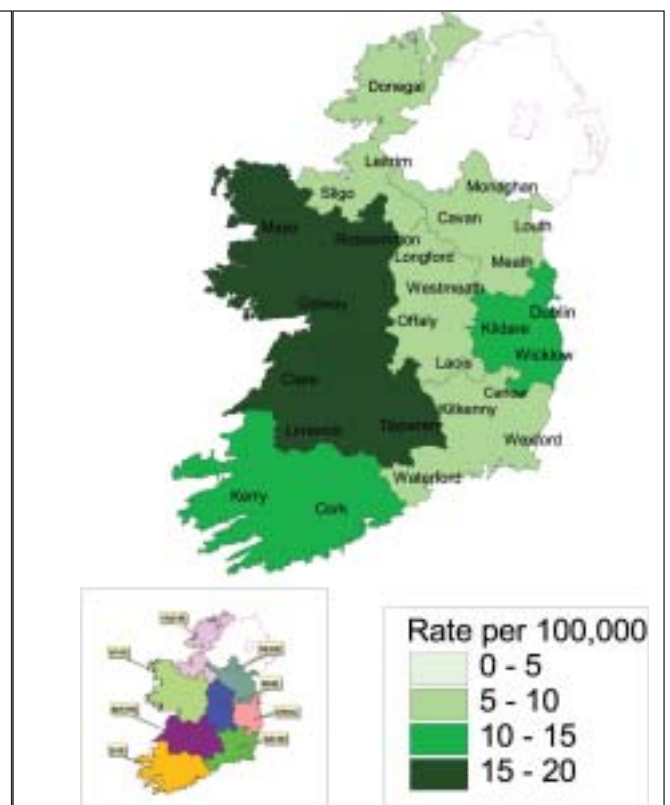 Donegal
Leitrim
Sligo
Monaghan
Cavan
Louth
Mayo
Roscommon
Longford
Meath
Westmeath
Galway
Dublin
Offaly
Kildare
Wicklow
Laois
Clare
Carlow
Kilkenny
Limerick
Tipperary
Wexford
Waterford
Kerry
Cork
Rate per 100,000
0 - 5
5 - 10
10 - 15
15 - 20